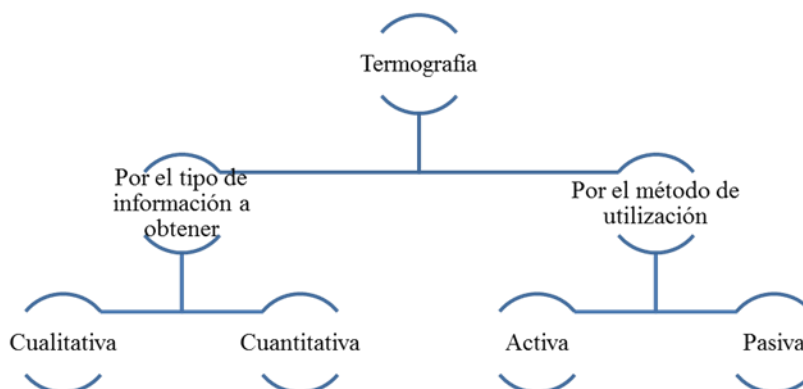 Termografía
Por el tipo de
información a
obtener
Por el método de
utilización
Cualitativa
Cuantitativa
Activa
Pasiva